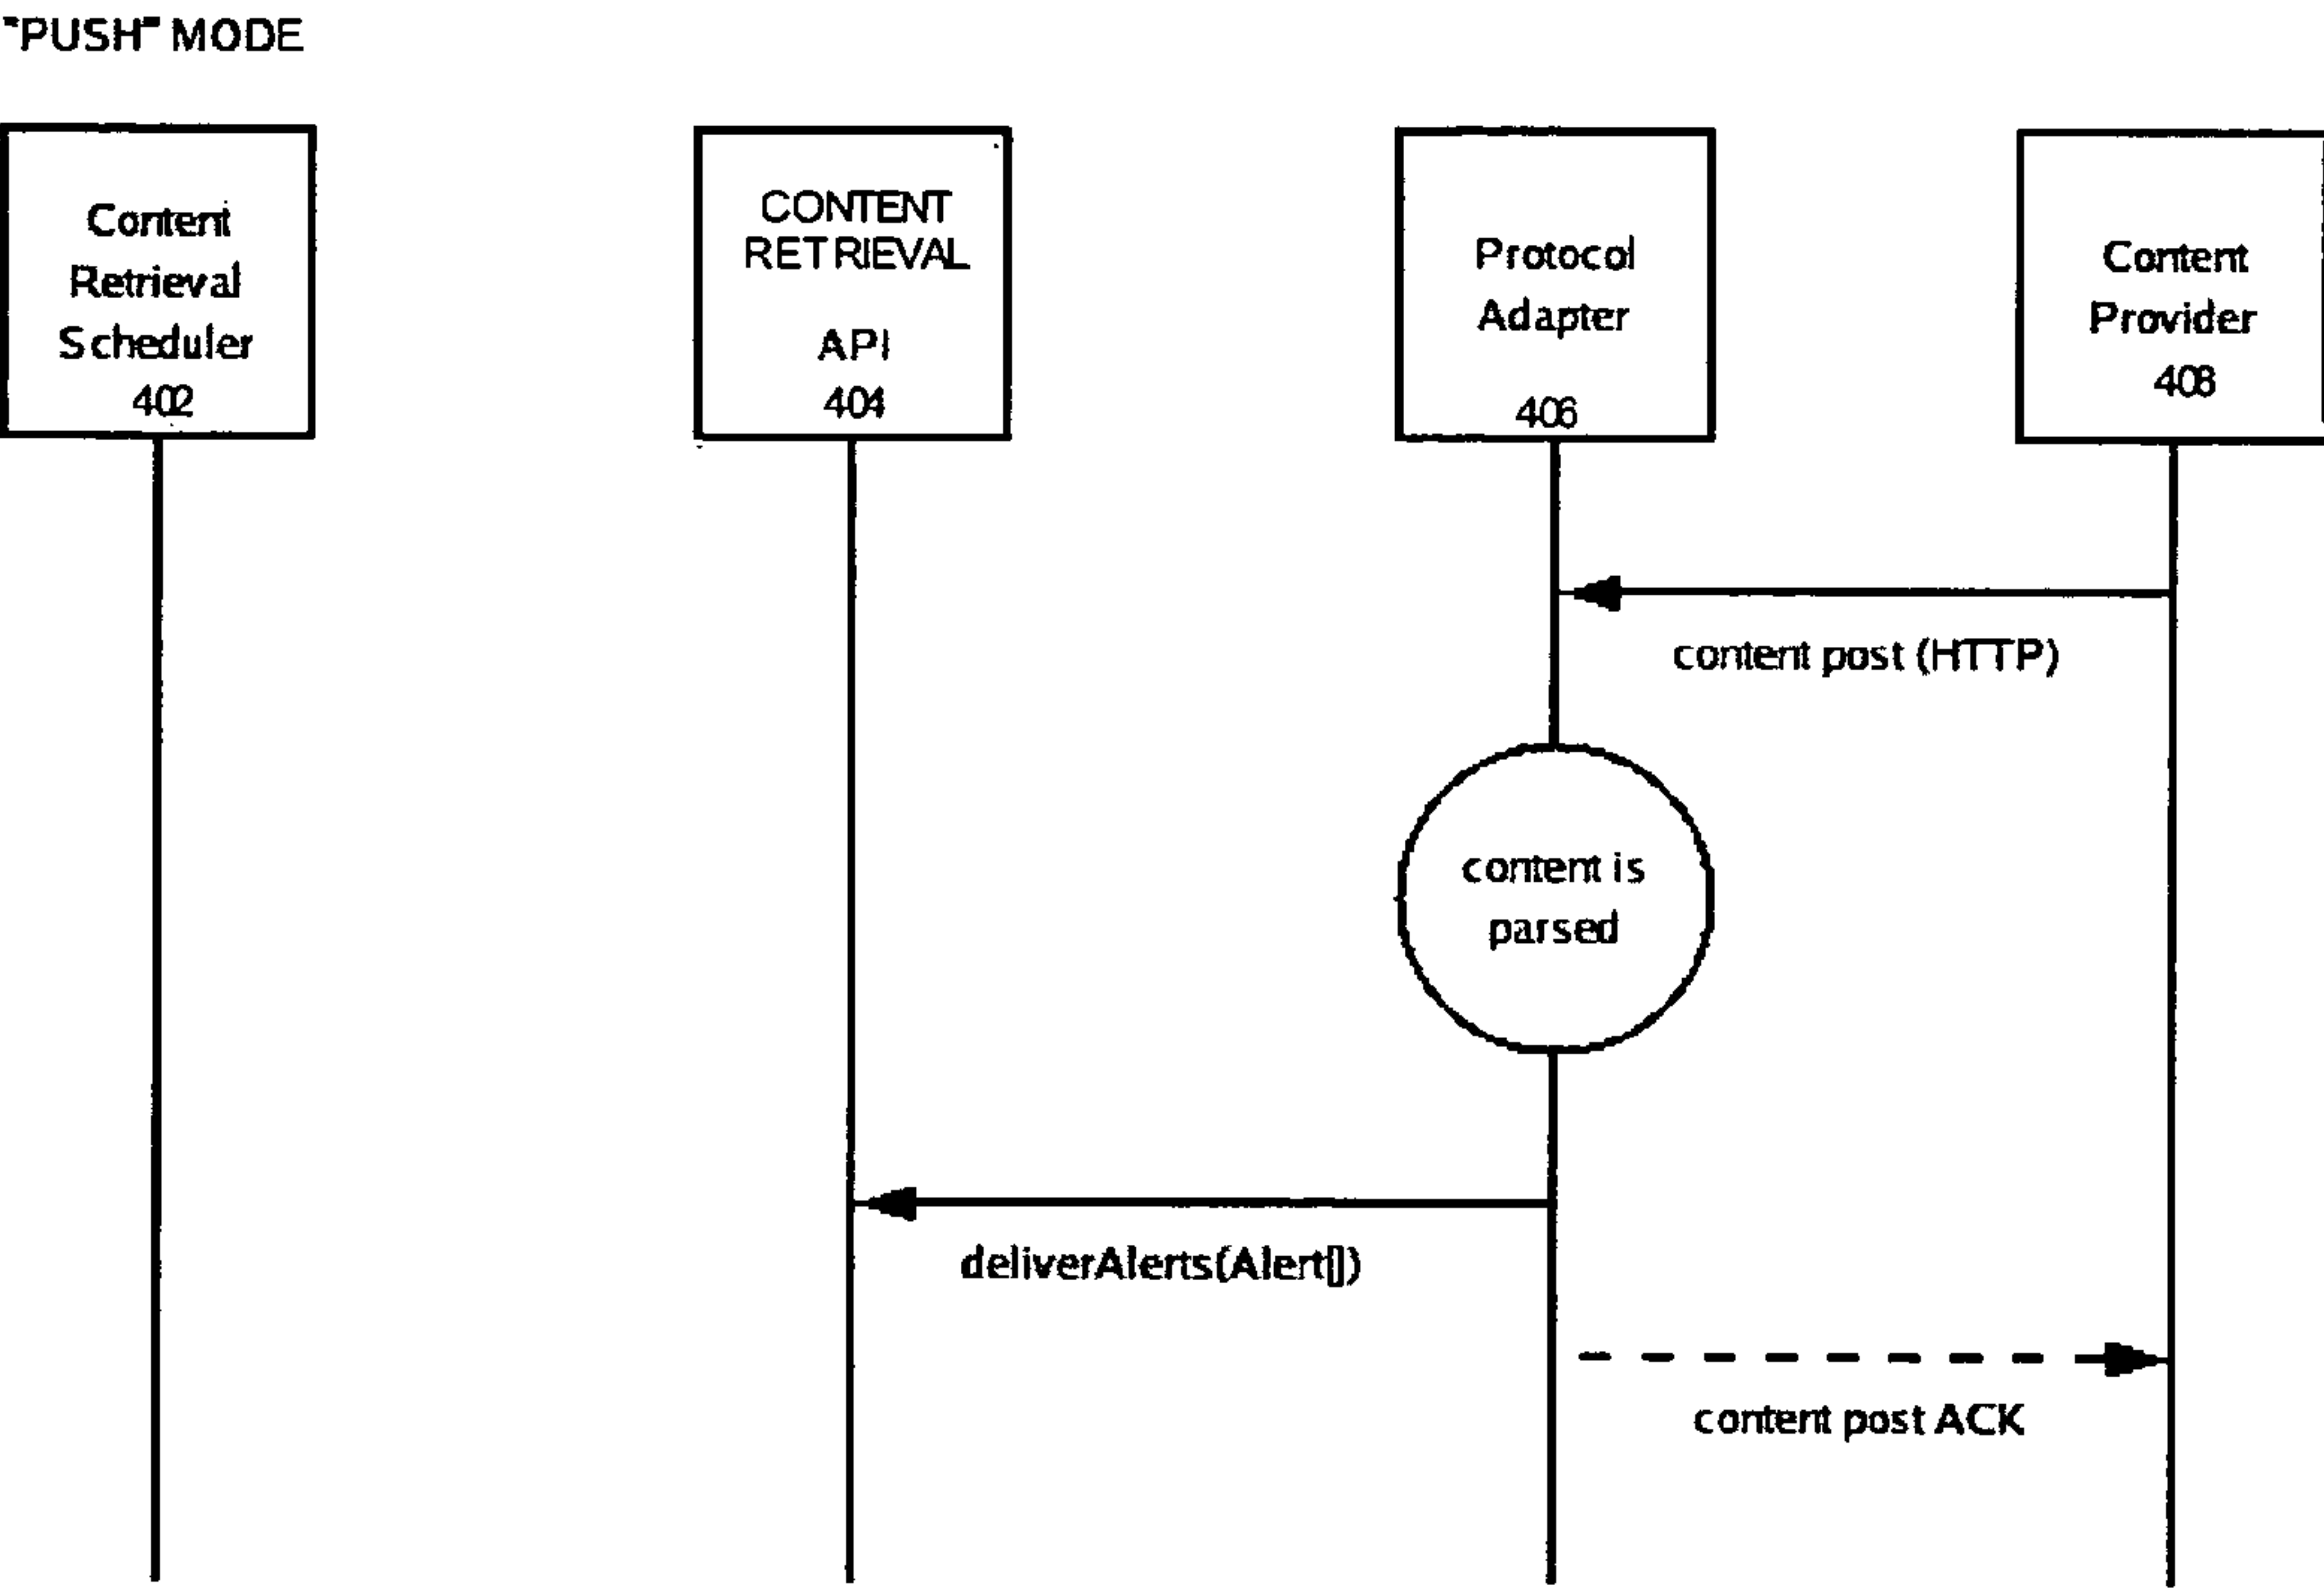 "PUSH" MODE
Content
Retrieval
Scheduler
402
CONTENT
RETRIEVAL
API
404
Protocol
Adapter
406
Content
Provider
408
content post (HTTP)
content is
parsed
deliverAlerts(Alert[])
content post ACK